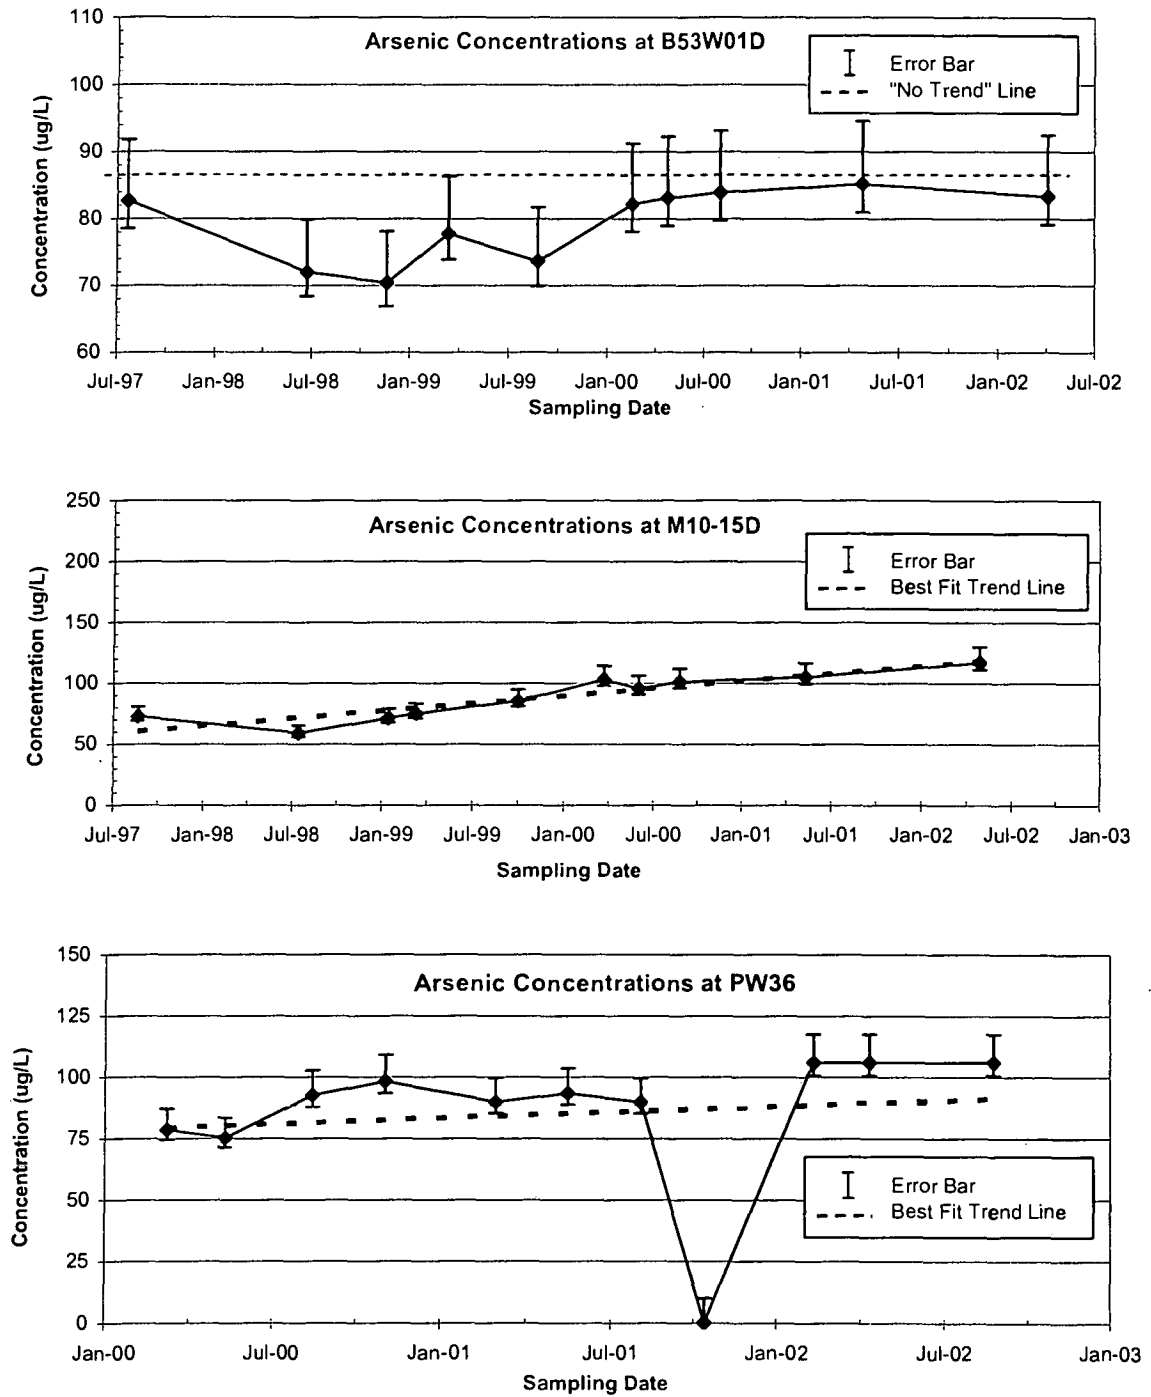 Arsenic Concentrations at B53W01D
Error Bar
"No Trend" Line
Concentration (ug/L)
110
100
90
80
70
60
Jul-97 Jan-98 Jul-98 Jan-99 Jul-99 Jan-00 Jul-00 Jan-01 Jul-01 Jan-02 Jul-02
Sampling Date
Arsenic Concentrations at M10-15D
Error Bar
Best Fit Trend Line
Concentration (ug/L)
250
200
150
100
50
0
Jul-97 Jan-98 Jul-98 Jan-99 Jul-99 Jan-00 Jul-00 Jan-01 Jul-01 Jan-02 Jul-02 Jan-03
Sampling Date
Arsenic Concentrations at PW36
Error Bar
Best Fit Trend Line
Concentration (ug/L)
150
125
100
75
50
25
0
Jan-00 Jul-00 Jan-01 Jul-01 Jan-02 Jul-02 Jan-03
Sampling Date